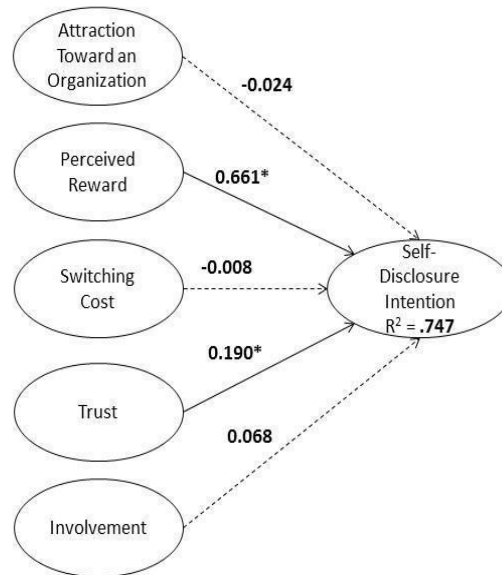 Attraction
Toward an
Organization
-0.024
Perceived
Reward
0.661*
Switching
Cost
-0.008
Self-
Disclosure
Intention
R² = .747
Trust
0.190*
Involvement
0.068